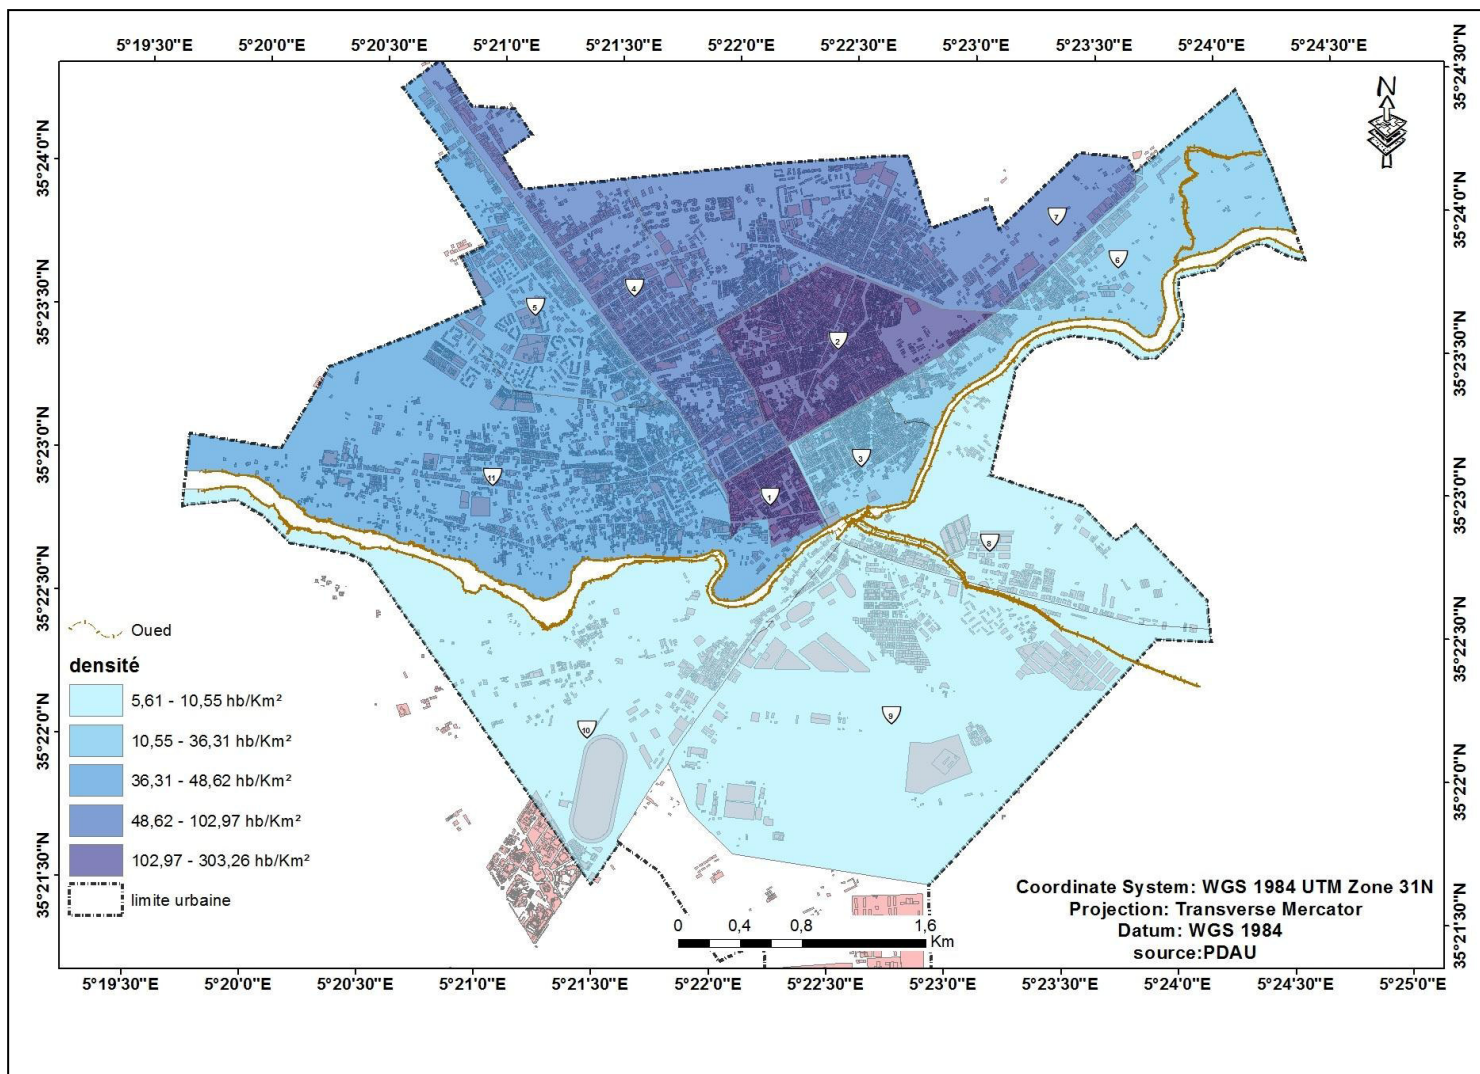 5°19'30"E 5°20'0"E 5°20'30"E 5°21'0"E 5°21'30"E 5°22'0"E 5°22'30"E 5°23'0"E 5°23'30"E 5°24'0"E 5°24'30"E
N
35°24'0"N
35°23'30"N
35°23'0"N
35°22'30"N
35°22'0"N
35°21'30"N
35°24'30"N
35°24'0"N
35°23'30"N
35°23'0"N
35°22'30"N
35°22'0"N
35°21'30"N
7
6
4
5
2
3
11
1
8
10
9
Oued
densité
5,61 - 10,55 hb/Km²
10,55 - 36,31 hb/Km²
36,31 - 48,62 hb/Km²
48,62 - 102,97 hb/Km²
102,97 - 303,26 hb/Km²
limite urbaine
0 0,4 0,8 1,6
Km
Coordinate System: WGS 1984 UTM Zone 31N
Projection: Transverse Mercator
Datum: WGS 1984
source:PDAU
5°19'30"E 5°20'0"E 5°20'30"E 5°21'0"E 5°21'30"E 5°22'0"E 5°22'30"E 5°23'0"E 5°23'30"E 5°24'0"E 5°24'30"E 5°25'0"E